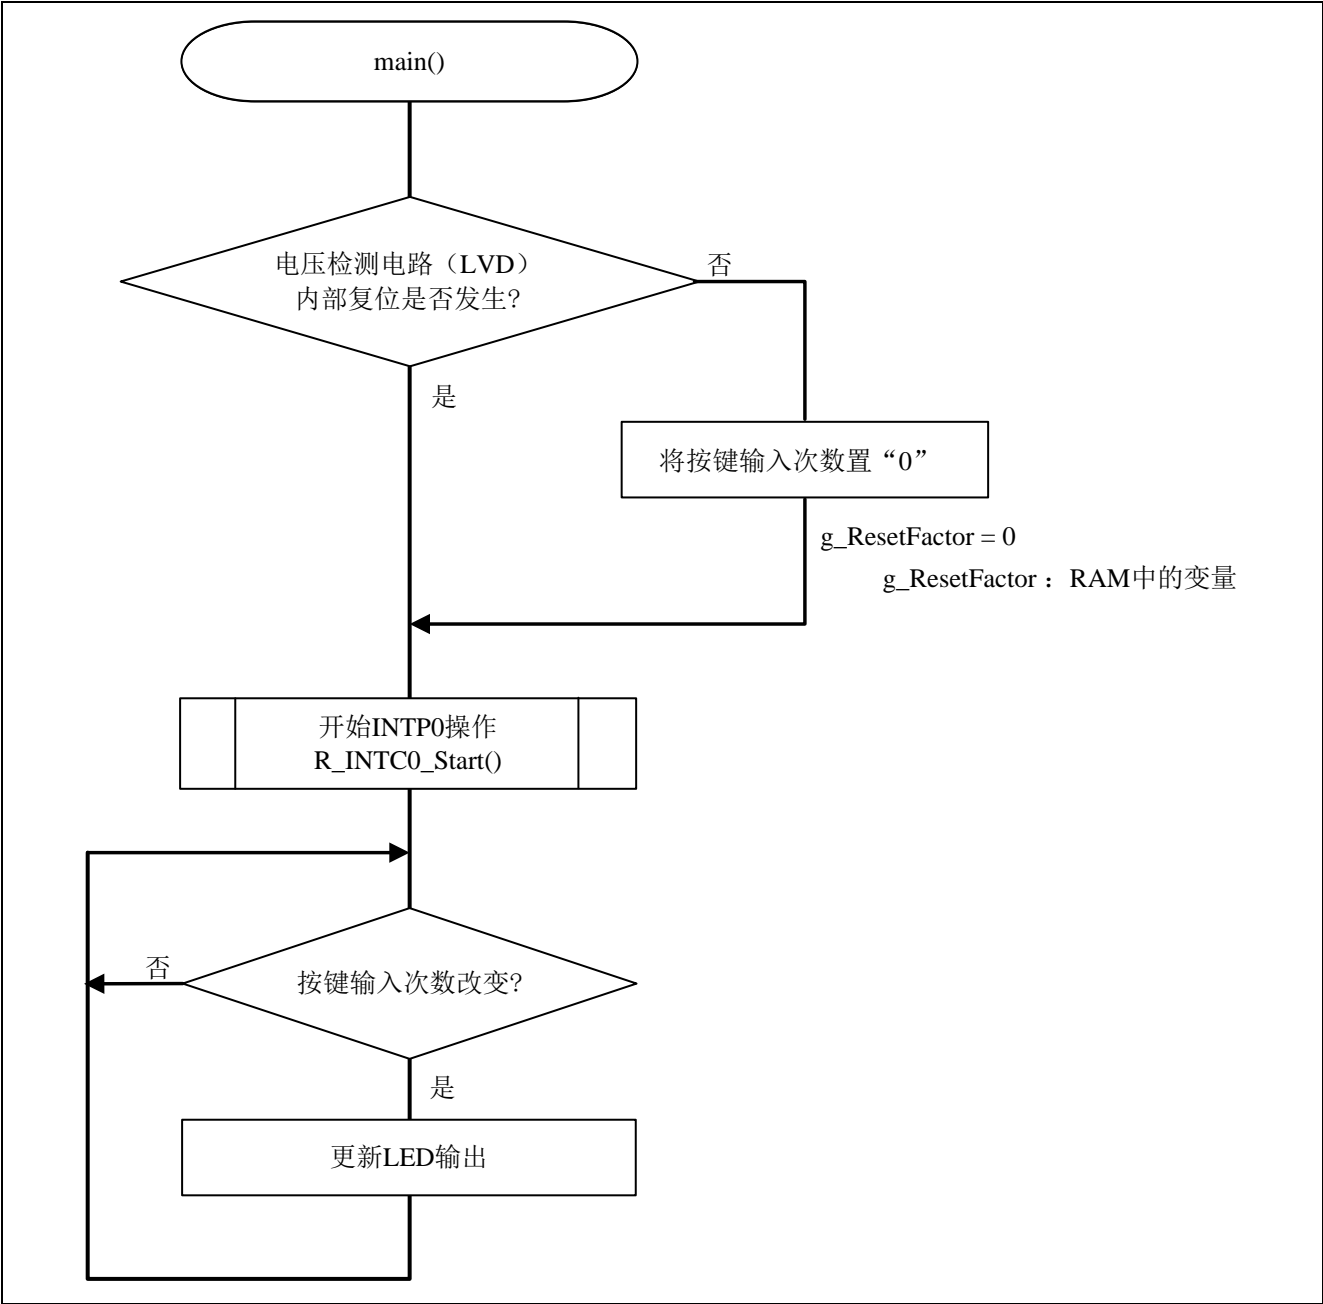 main()
电压检测电路（LVD）
内部复位是否发生？
否
是
将按键输入次数置“0”
g_ResetFactor = 0
g_ResetFactor ：RAM中的变量
开始INTP0操作
R_INTC0_Start()
否
按键输入次数改变？
是
更新LED输出